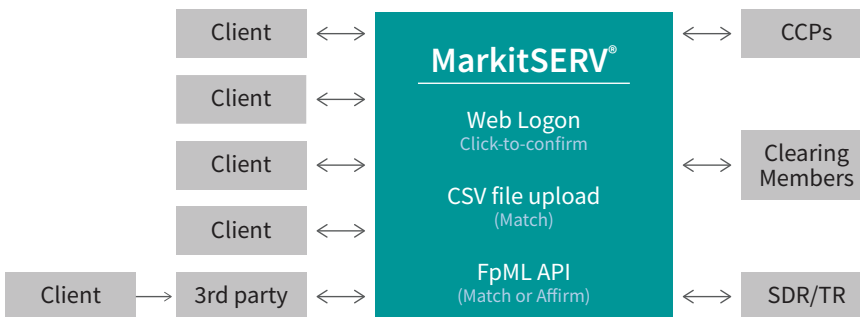 Client
Client
Client
Client
Client
3rd party
MarkitSERV®
Web Logon
Click-to-confirm
CSV file upload
(Match)
FpML API
(Match or Affirm)
CCPs
Clearing
Members
SDR/TR